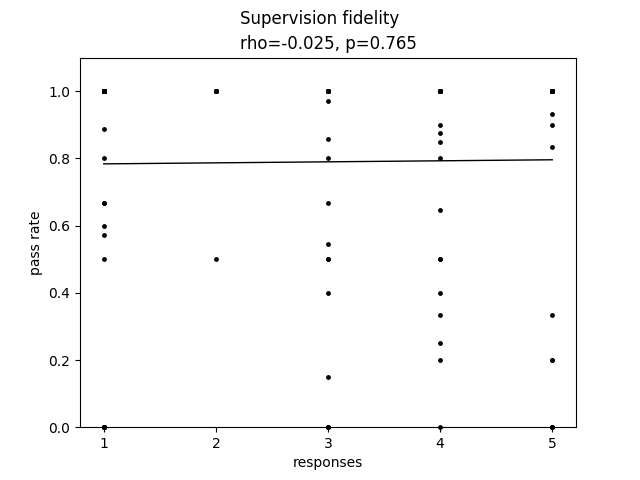 Supervision fidelity
rho=-0.025, p=0.765
1.0
0.8
0.6
0.4
0.2
0.0
pass rate
1 2 3 4 5
responses